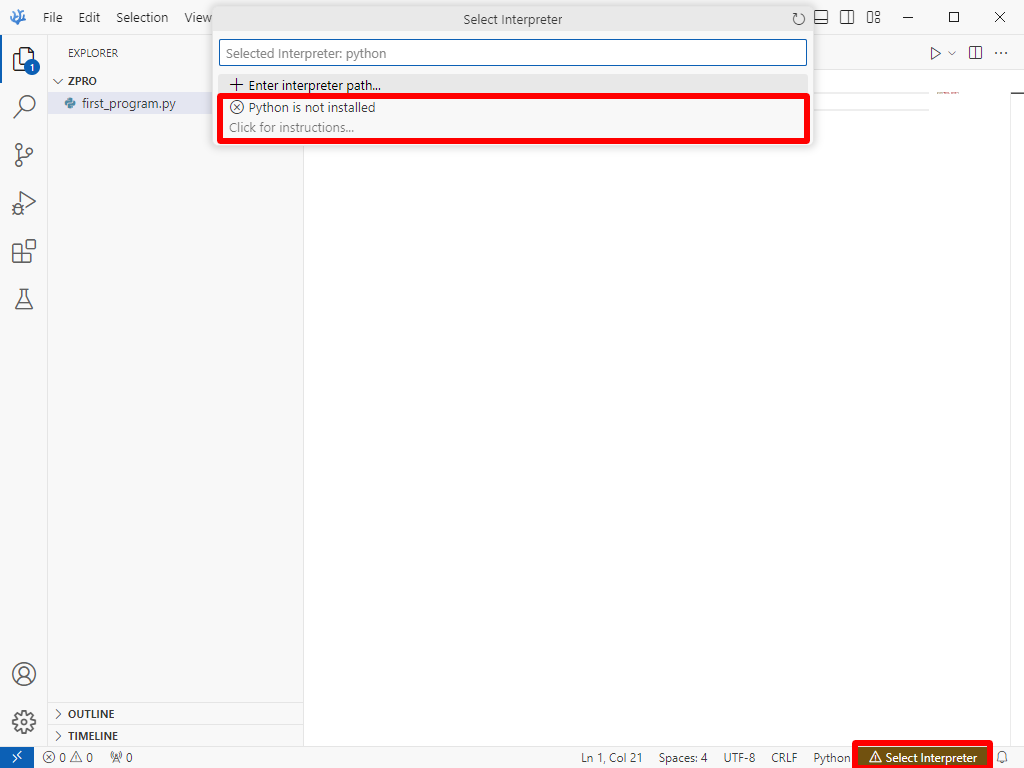 File Edit Selection View
Select Interpreter
EXPLORER
Selected Interpreter: python
ZPRO
Enter interpreter path...
first_program.py
Python is not installed
Click for instructions...
1
OUTLINE
TIMELINE
0 0 0
Ln 1, Col 21 Spaces: 4 UTF-8 CRLF Python Select Interpreter